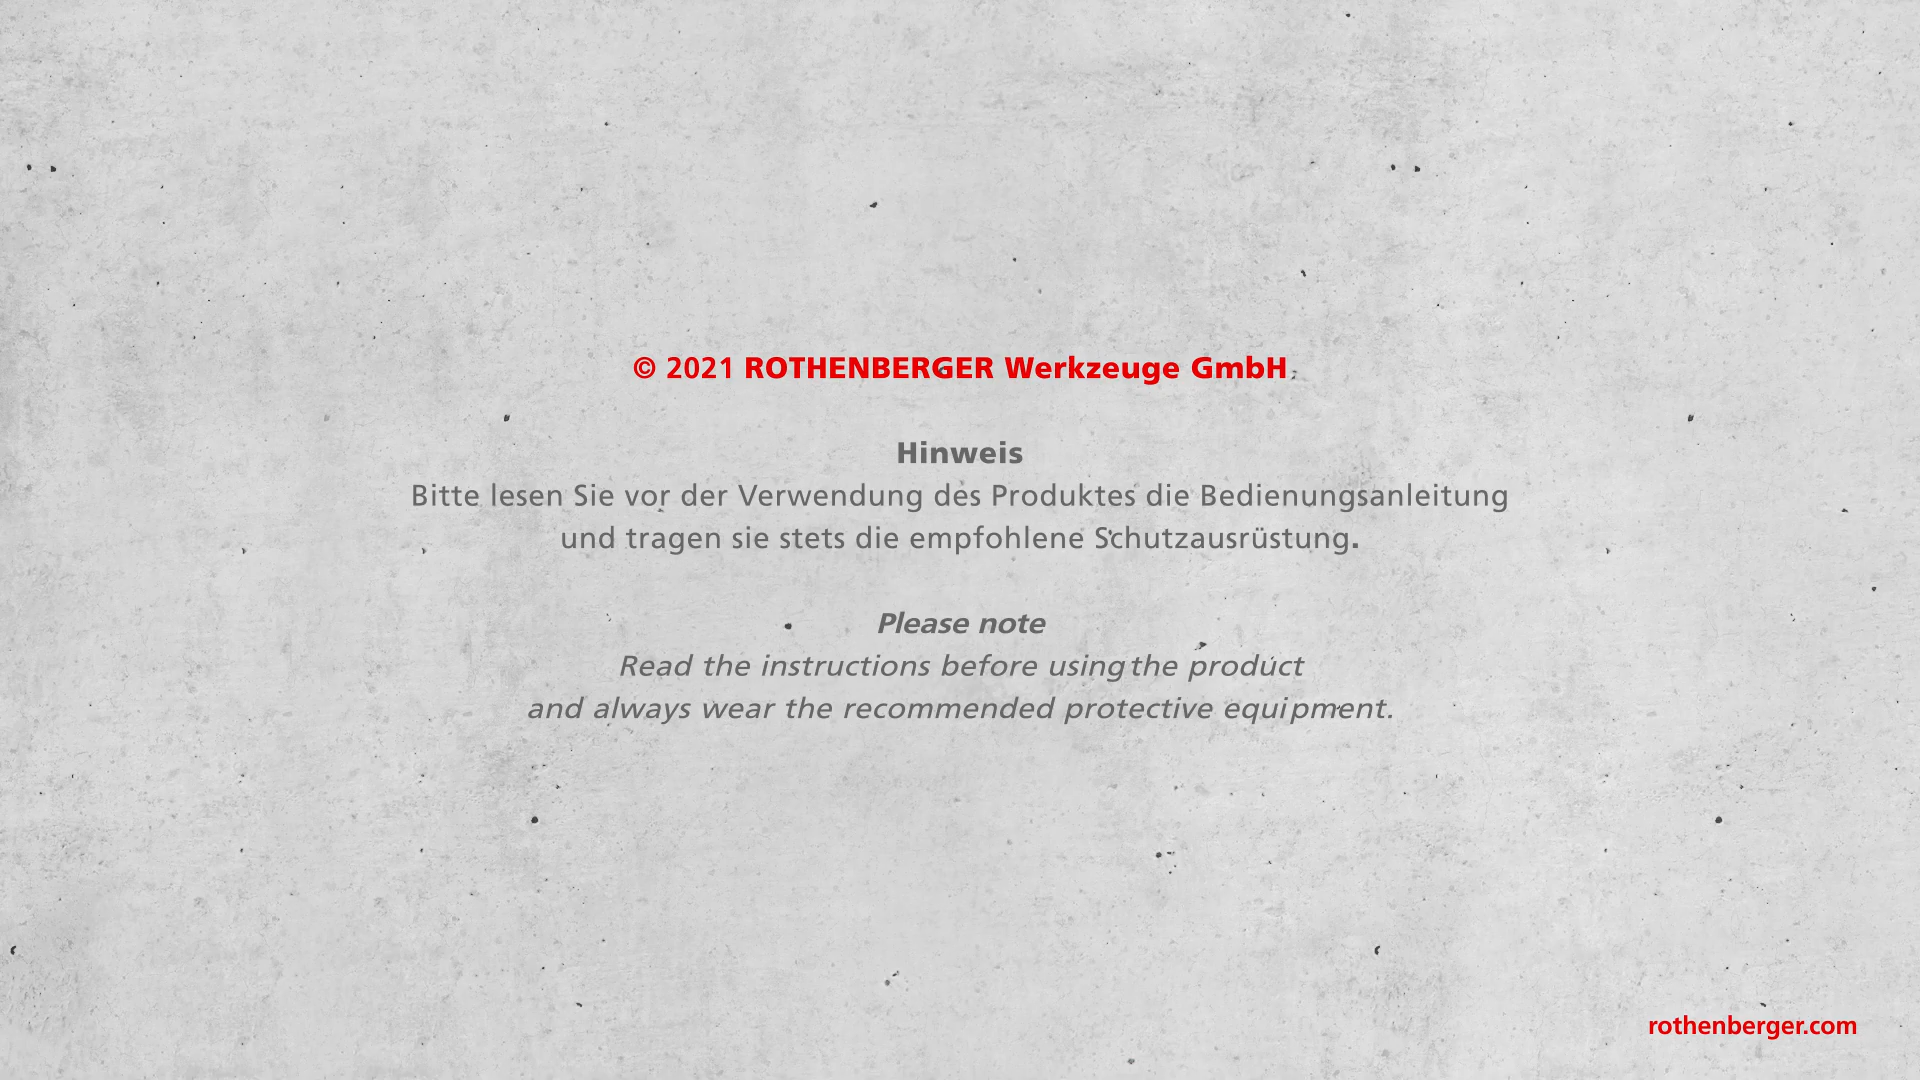 © 2021 ROTHENBERGER Werkzeuge GmbH
Hinweis
Bitte lesen Sie vor der Verwendung des Produktes die Bedienungsanleitung
und tragen sie stets die empfohlene Schutzausrüstung.
Please note
Read the instructions before using the product
and always wear the recommended protective equipment.
rothenberger.com